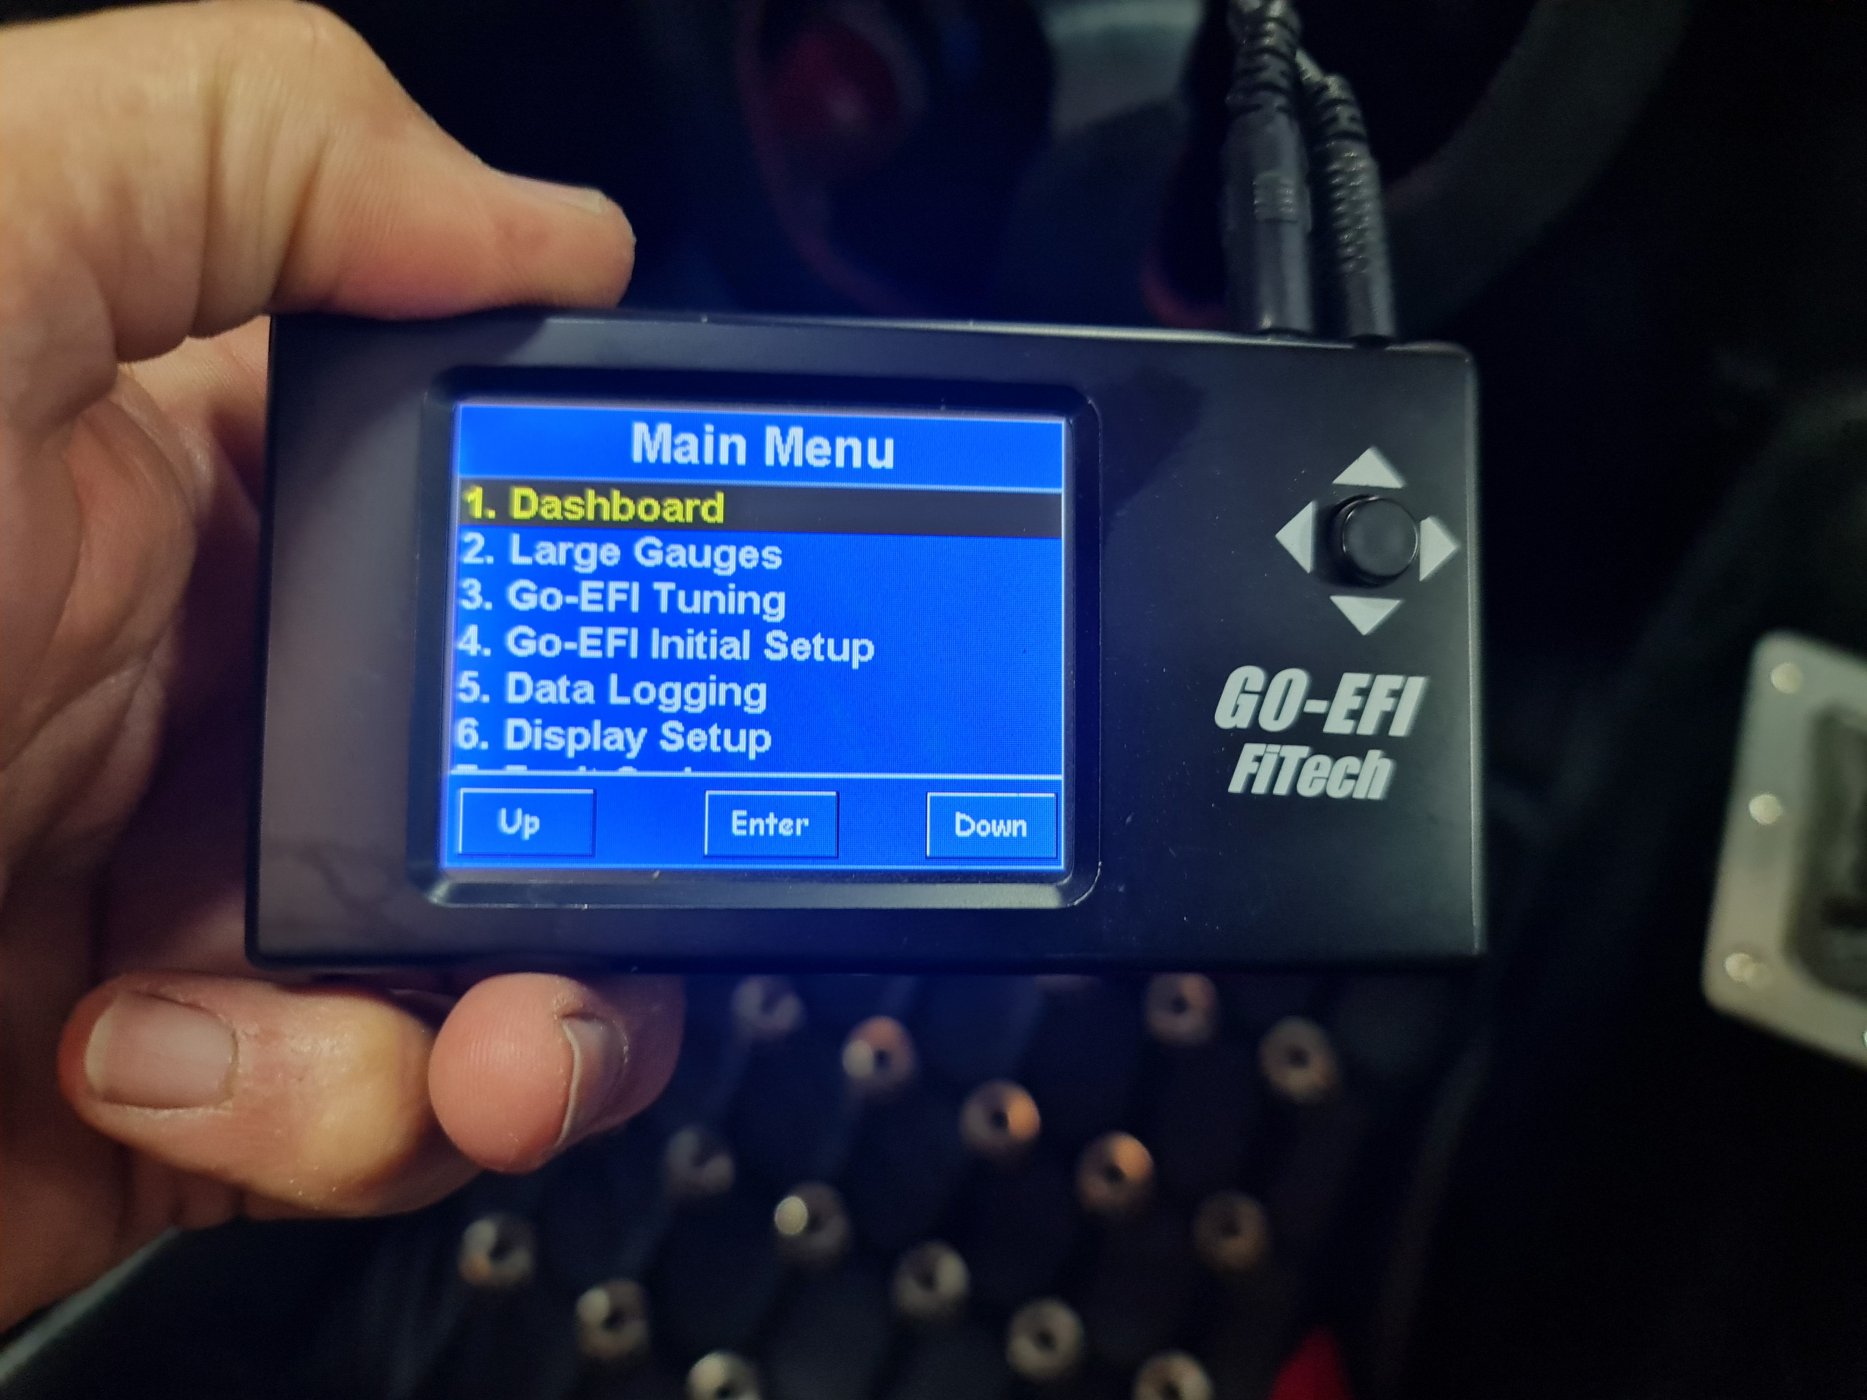 Main Menu
1. Dashboard
2. Large Gauges
3. Go-EFI Tuning
4. Go-EFI Initial Setup
5. Data Logging
6. Display Setup
Up
Enter
Down
GO-EFI
FiTech